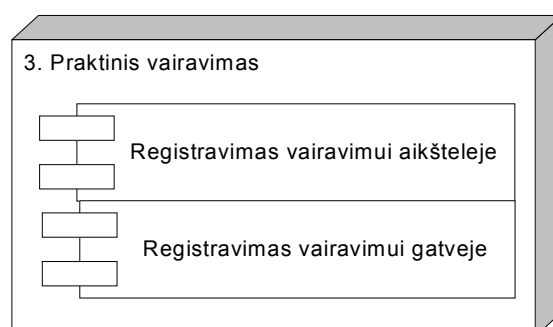 3. Praktinis vairavimas
Registravimas vairavimui aikšteleje
Registravimas vairavimui gatveje